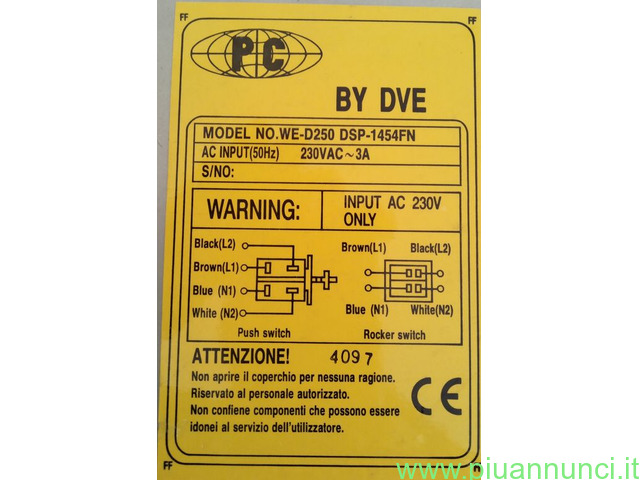 FF
FF
PC
BY DVE
MODEL NO.WE-D250 DSP-1454FN
AC INPUT(50Hz) 230VAC~3A
S/NO:
WARNING:
INPUT AC 230V
ONLY
Black(L2)
Brown(L1)
Blue (N1)
White (N2)
Push switch
Brown(L1) Black(L2)
Blue (N1) White(N2)
Rocker switch
ATTENZIONE! 4097
Non aprire il coperchio per nessuna ragione.
Riservato al personale autorizzato.
Non confiene componenti che possono essere
idonei al servizio dell'utilizzatore.
CE
FF
FF
www.piuannunci.it